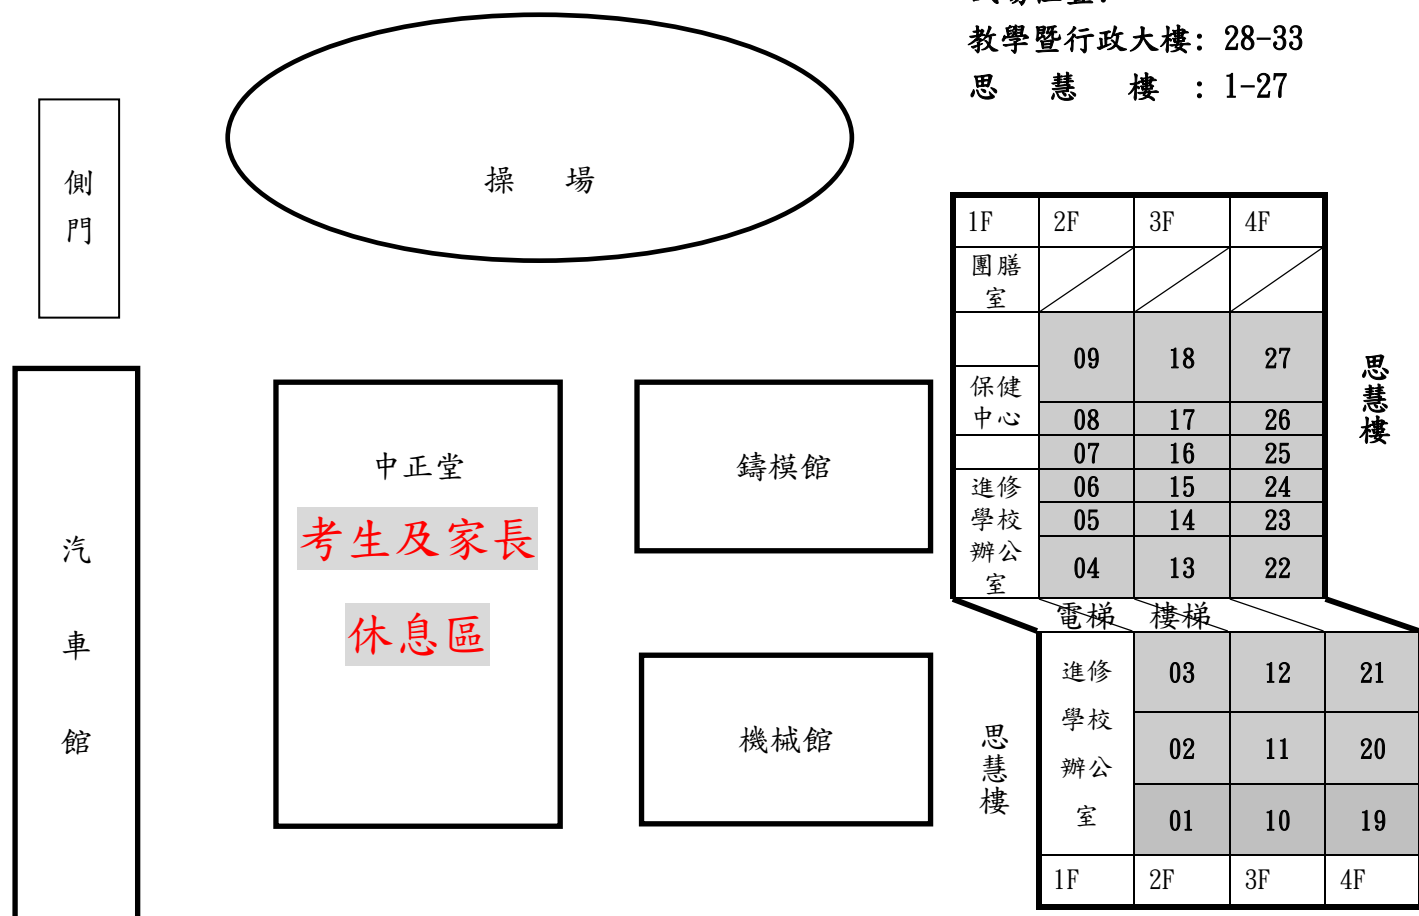 教學暨行政大樓: 28-33
思 慧 樓 : 1-27
側門
操 場
1F 2F 3F 4F
團膳室
09 18 27
保健中心
08 17 26
07 16 25
進修學校辦公室
06 15 24
05 14 23
04 13 22
思慧樓
電梯 樓梯
汽車館
中正堂
考生及家長
休息區
鑄模館
機械館
思慧樓
進修學校辦公室
03 12 21
02 11 20
01 10 19
1F 2F 3F 4F